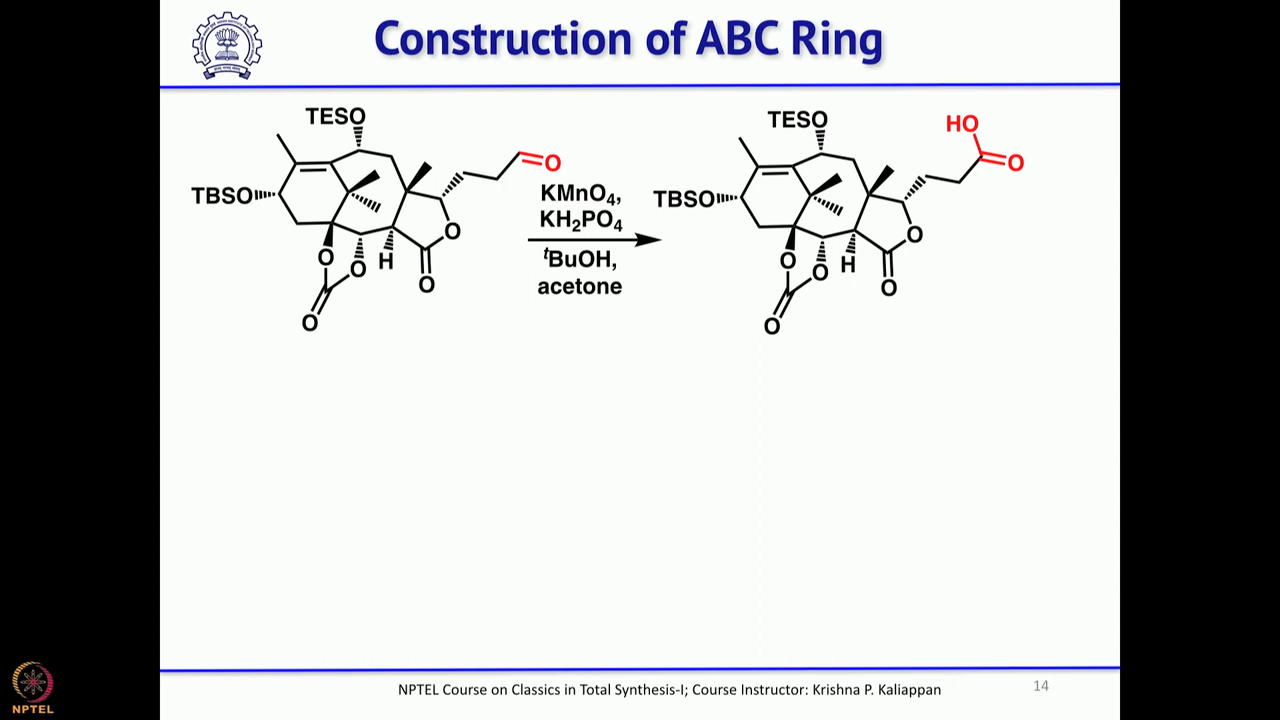 Construction of ABC Ring
TESO
TBSO
O
O
O
O
H
O
O
KMnO₄,
KH₂PO₄
ᵗBuOH,
acetone
TESO
HO
O
TBSO
O
O
O
H
O
O
NPTEL
NPTEL Course on Classics in Total Synthesis-I; Course Instructor: Krishna P. Kaliappan
14